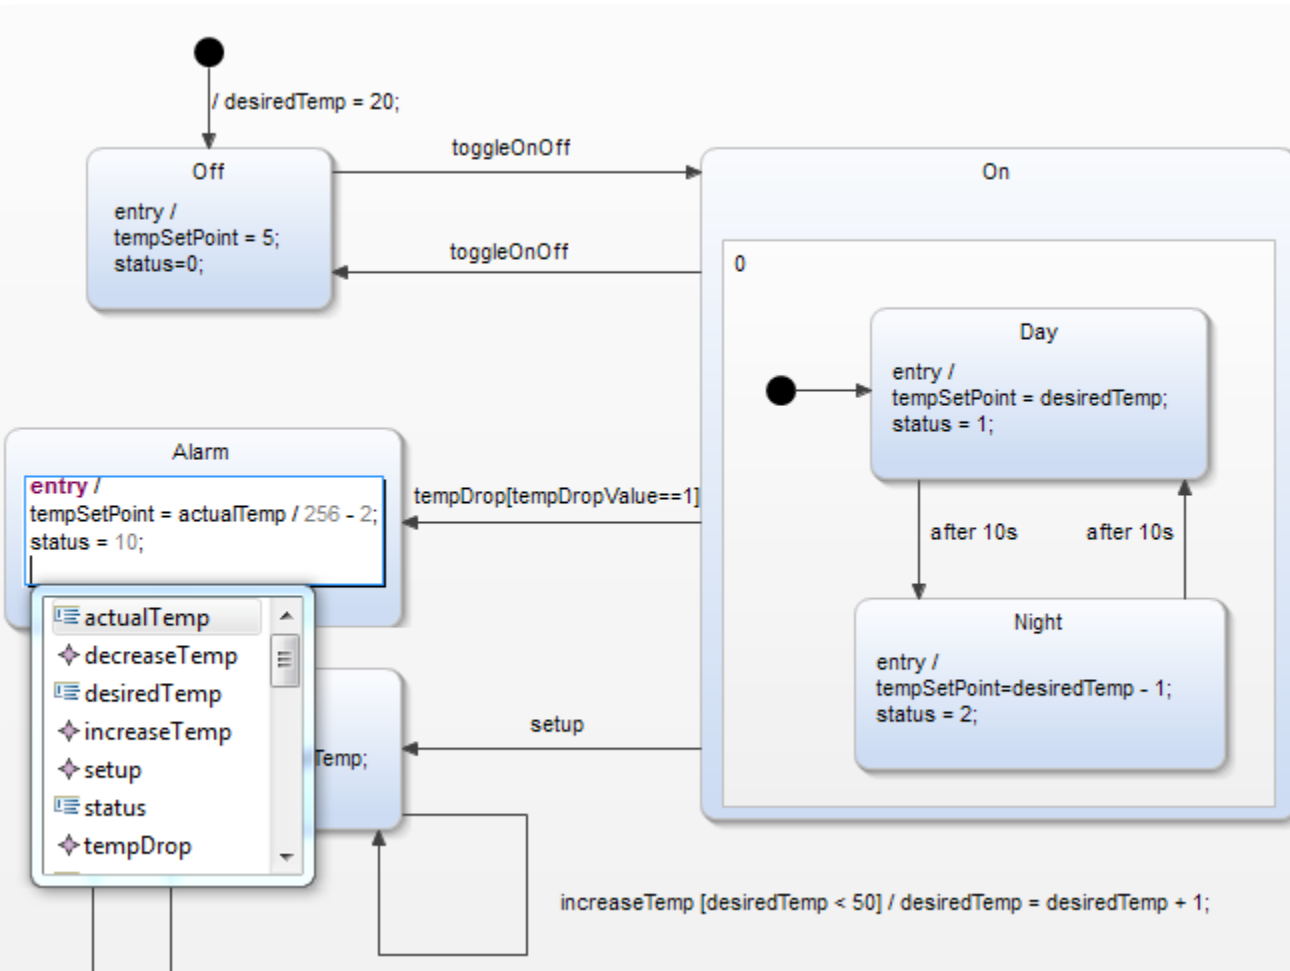 / desiredTemp = 20;
toggleOnOff
Off
entry /
tempSetPoint = 5;
status=0;
toggleOnOff
On
0
Day
entry /
tempSetPoint = desiredTemp;
status = 1;
Alarm
entry /
tempSetPoint = actualTemp / 256 - 2;
status = 10;
tempDrop[tempDropValue==1]
after 10s
after 10s
Night
entry /
tempSetPoint=desiredTemp - 1;
status = 2;
actualTemp
decreaseTemp
desiredTemp
increaseTemp
setup
status
tempDrop
setup
Temp;
increaseTemp [desiredTemp < 50] / desiredTemp = desiredTemp + 1;